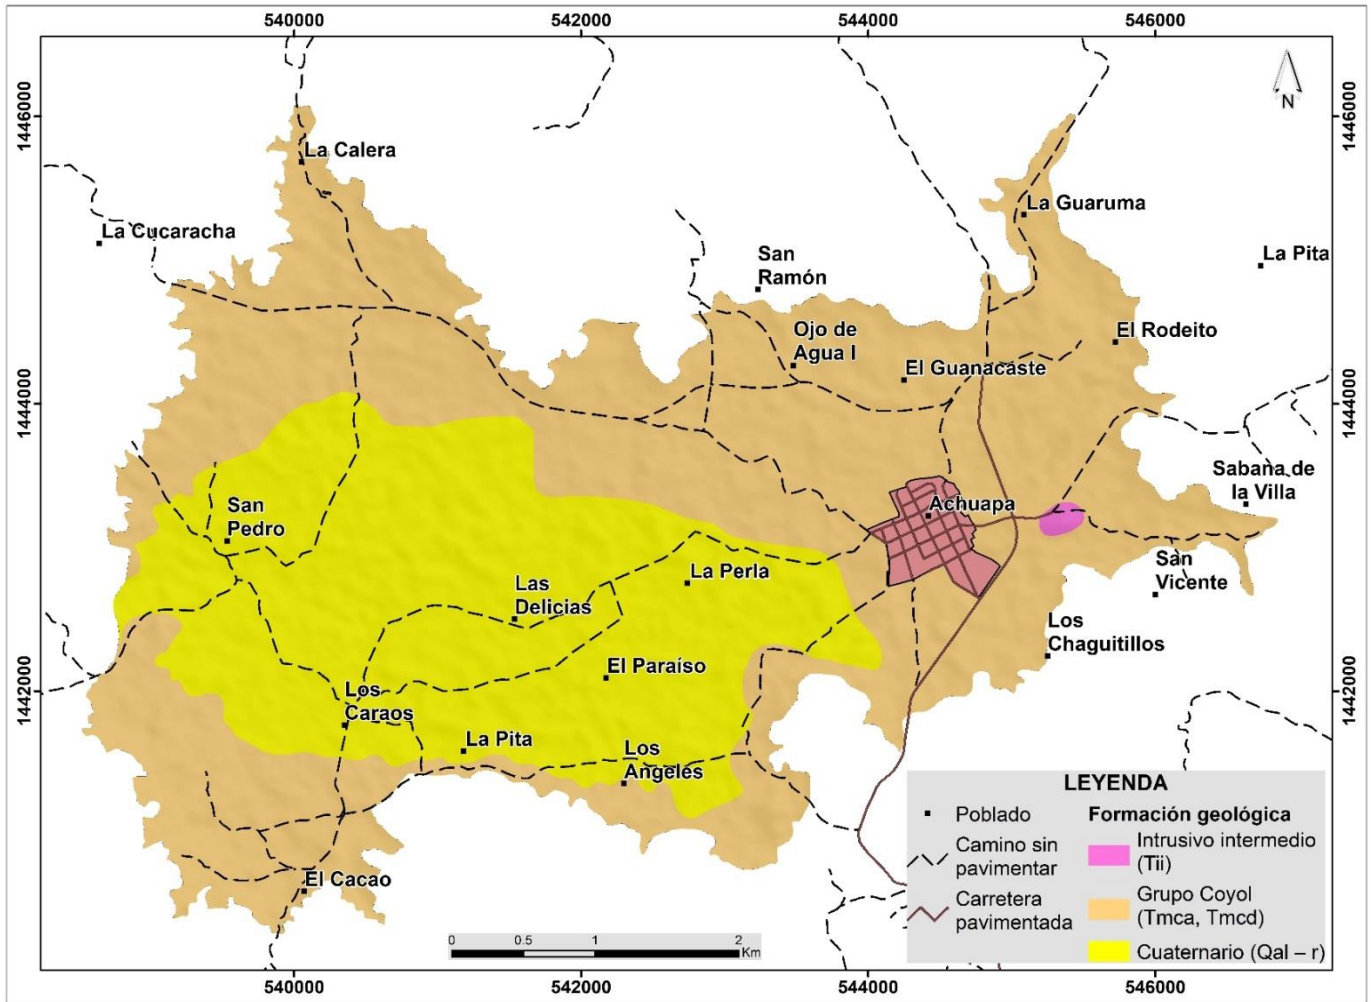 540000
542000
544000
546000
1446000
1446000
N
La Calera
La Guaruma
La Cucaracha
La Pita
San
Ramón
El Rodeito
Ojo de
Agua I
El Guanacaste
1444000
1444000
Sabana de
la Villa
San
Pedro
Achuapa
La Perla
San
Vicente
Las
Delicias
Los
Chaguitillos
El Paraíso
1442000
1442000
Los
Caraos
La Pita
Los
Angeles
El Cacao
LEYENDA
Poblado
Camino sin
pavimentar
Carretera
pavimentada
Formación geológica
Intrusivo intermedio
(Tii)
Grupo Coyol
(Tmca, Tmcd)
Cuaternario (Qal – r)
0
0.5
1
2
Km
540000
542000
544000
546000